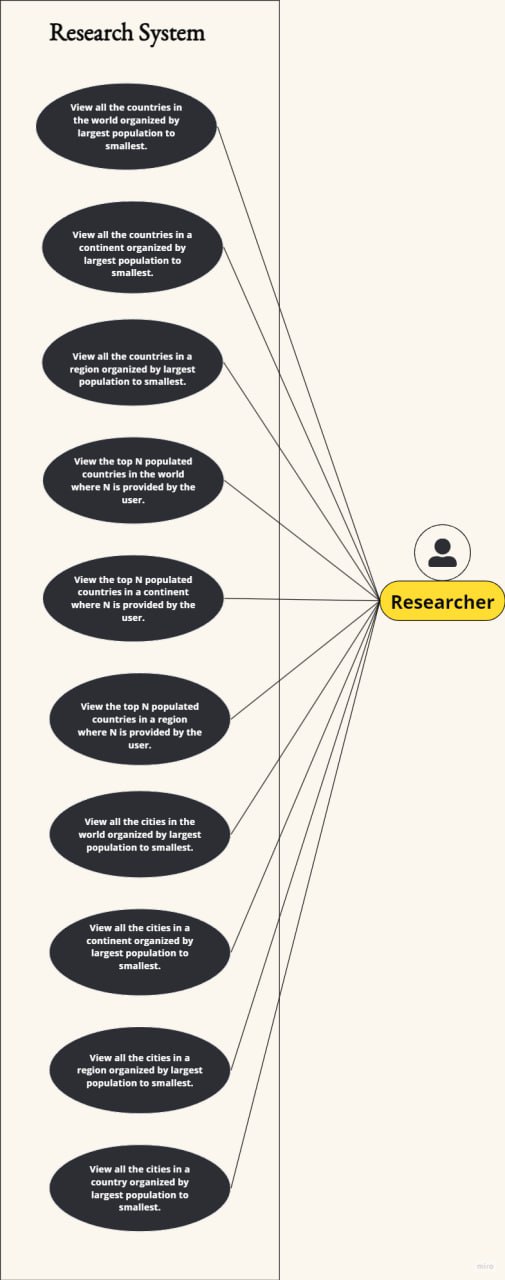 Research System
View all the countries in
the world organized by
largest population to
smallest.
View all the countries in a
continent organized by
largest population to
smallest.
View all the countries in a
region organized by largest
population to smallest.
View the top N populated
countries in the world
where N is provided by the
user.
Researcher
View the top N populated
countries in a continent
where N is provided by the
user.
View the top N populated
countries in a region
where N is provided by the
user.
View all the cities in the
world organized by largest
population to smallest.
View all the cities in a
continent organized by
largest population to
smallest.
View all the cities in a
region organized by largest
population to smallest.
View all the cities in a
country organized by
largest population to
smallest.
miro